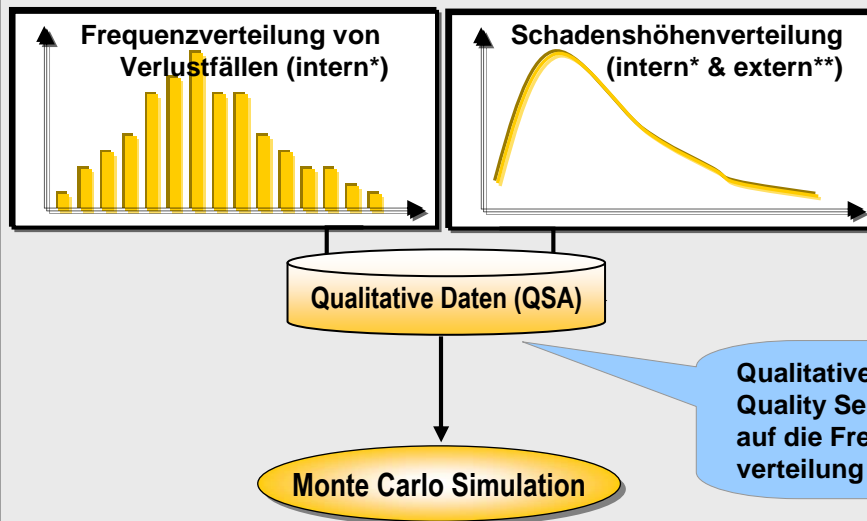 Frequenzverteilung von
Verlustfällen (intern*)
Schadenshöhenverteilung
(intern* & extern**)
Qualitative Daten (QSA)
Qualitative
Quality Se
auf die Fre
verteilung
Monte Carlo Simulation